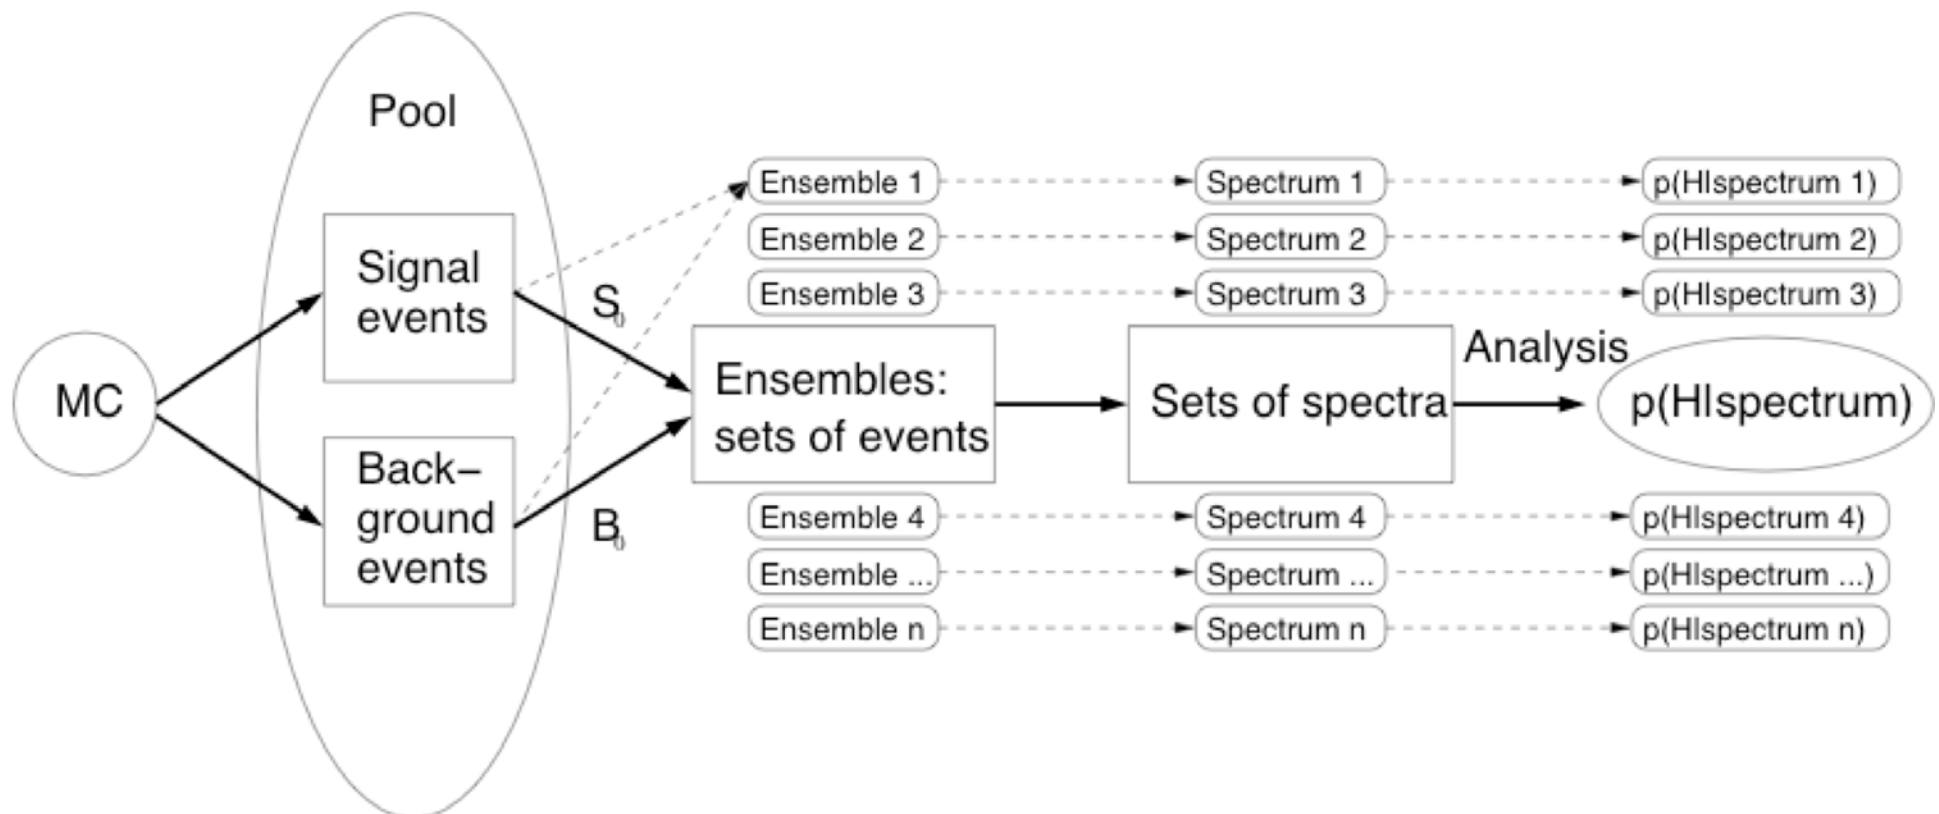 Pool
Ensemble 1
Spectrum 1
p(H|spectrum 1)
Ensemble 2
Spectrum 2
p(H|spectrum 2)
Ensemble 3
Spectrum 3
p(H|spectrum 3)
Signal
events
S₀
MC
Ensembles:
sets of events
Sets of spectra
Analysis
p(H|spectrum)
Back–
ground
events
B₀
Ensemble 4
Spectrum 4
p(H|spectrum 4)
Ensemble ...
Spectrum ...
p(H|spectrum ...)
Ensemble n
Spectrum n
p(H|spectrum n)